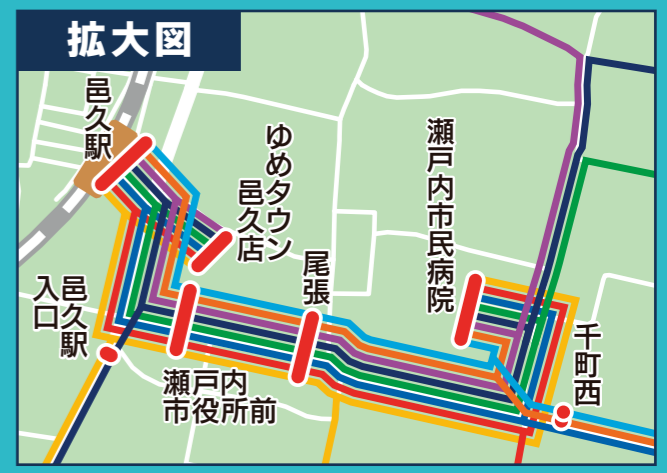 拡大図
邑久駅
ゆめタウン
邑久店
瀬戸内市民病院
尾張
邑久駅
入口
千町西
瀬戸内
市役所前